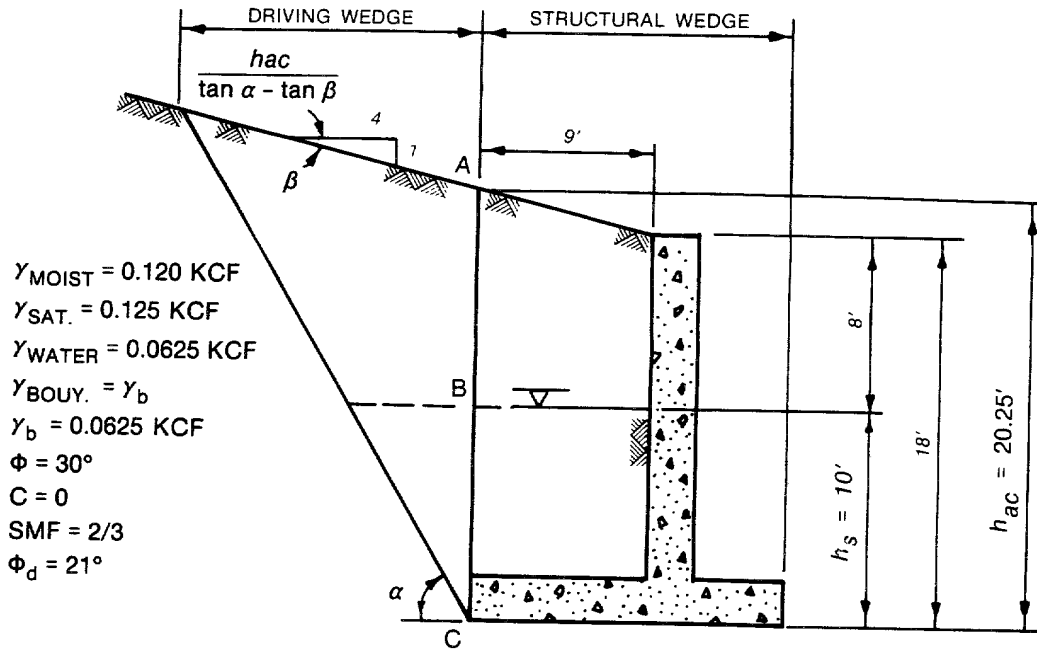 DRIVING WEDGE
STRUCTURAL WEDGE
hac
tan α - tan β
4
1
β
A
9'
γMOIST = 0.120 KCF
γSAT. = 0.125 KCF
γWATER = 0.0625 KCF
γBOUY. = γb
γb = 0.0625 KCF
Φ = 30°
C = 0
SMF = 2/3
Φd = 21°
B
8'
18'
hs = 10'
hac = 20.25'
α
C